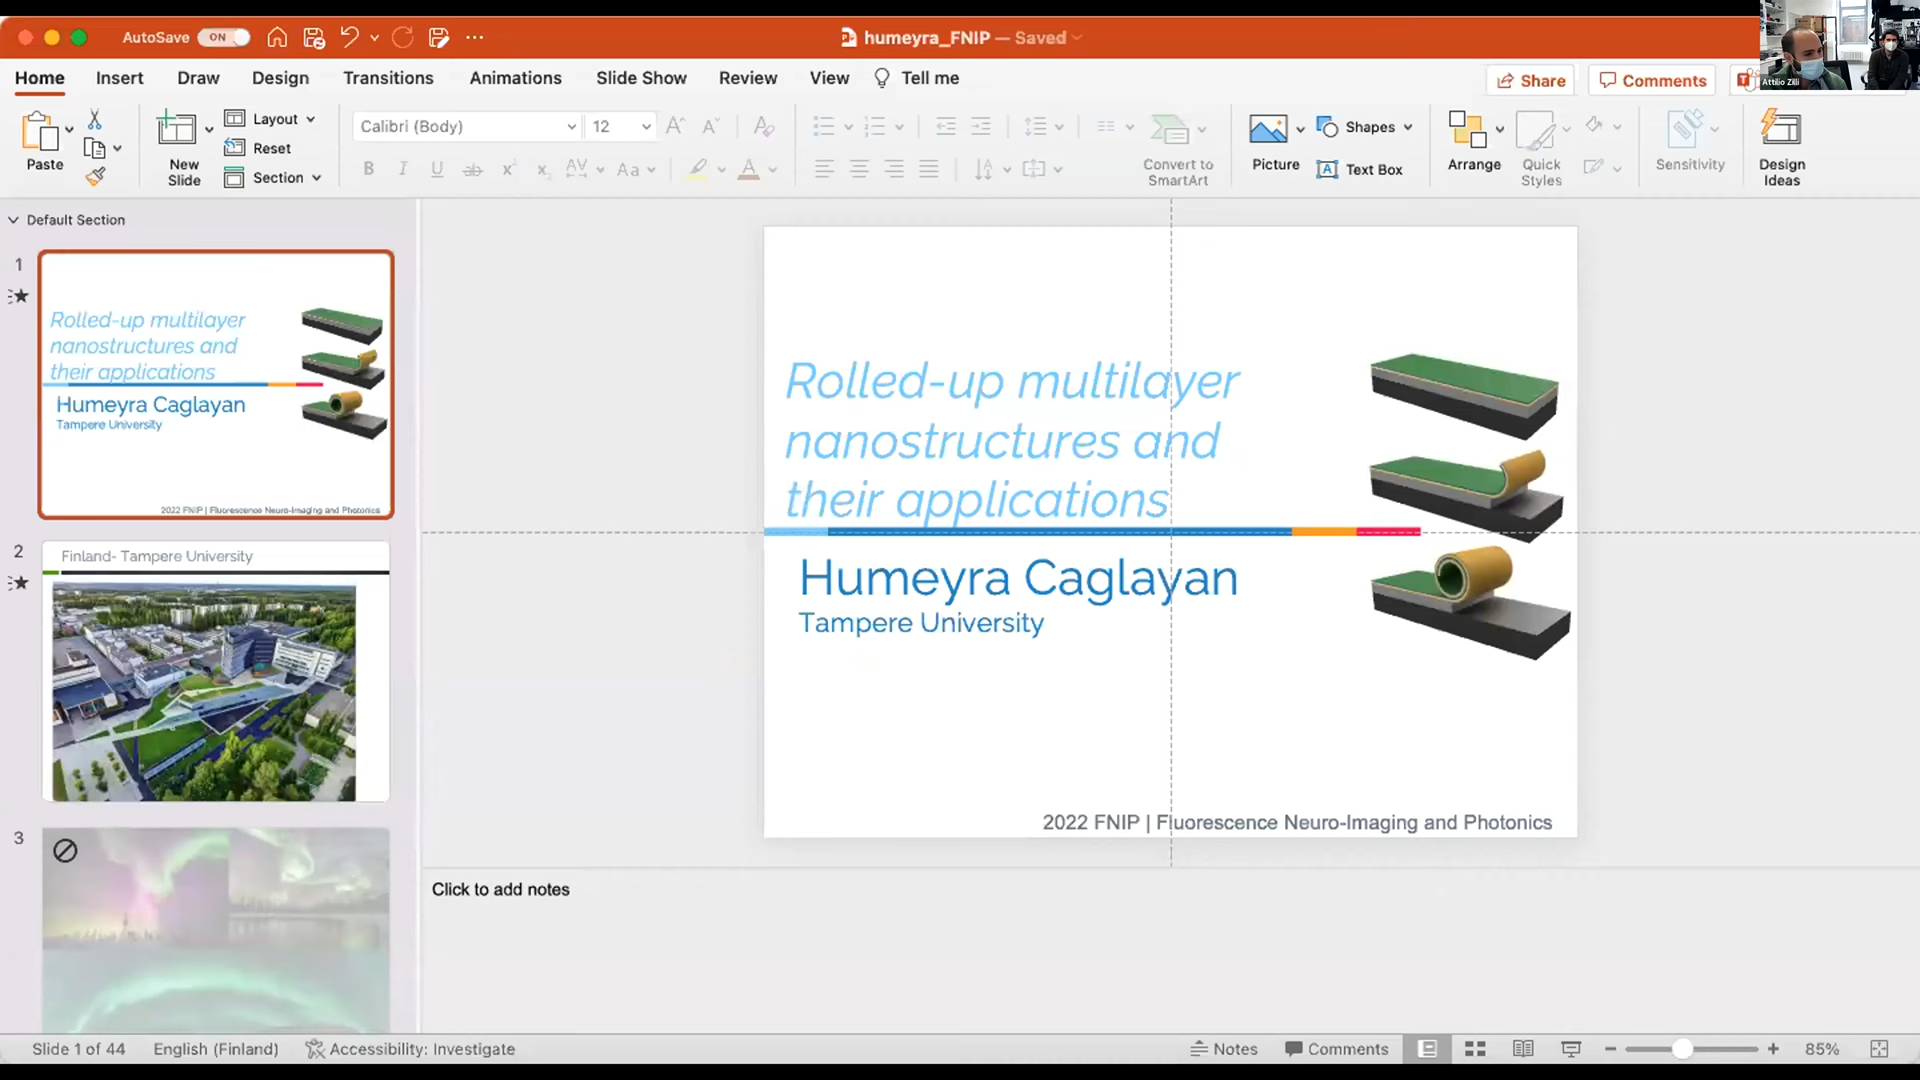 AutoSave ON
humeyra_FNIP — Saved
Attilio Zilli
Home Insert Draw Design Transitions Animations Slide Show Review View Tell me
Share Comments
Paste
New Slide
Layout
Reset
Section
Calibri (Body) 12
Convert to SmartArt
Picture
Shapes
Text Box
Arrange
Quick Styles
Sensitivity
Design Ideas
Default Section
1
Rolled-up multilayer
nanostructures and
their applications
Humeyra Caglayan
Tampere University
2022 FNIP | Fluorescence Neuro-Imaging and Photonics
2
Finland- Tampere University
3
Rolled-up multilayer
nanostructures and
their applications
Humeyra Caglayan
Tampere University
2022 FNIP | Fluorescence Neuro-Imaging and Photonics
Click to add notes
Slide 1 of 44 English (Finland) Accessibility: Investigate Notes Comments 85%